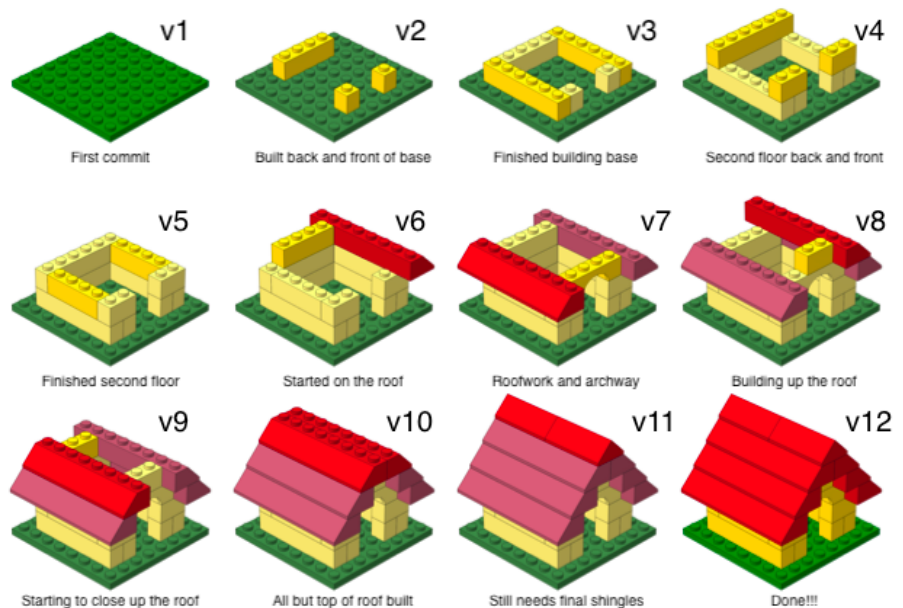 v1
v2
v3
v4
First commit
Built back and front of base
Finished building base
Second floor back and front
v5
v6
v7
v8
Finished second floor
Started on the roof
Roofwork and archway
Building up the roof
v9
v10
v11
v12
Starting to close up the roof
All but top of roof built
Still needs final shingles
Done!!!